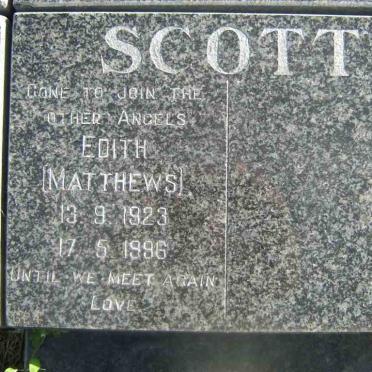 SCOTT
GONE TO JOIN THE
OTHER ANGELS
EDITH
(MATTHEWS)
13 9 1923
17 5 1996
UNTIL WE MEET AGAIN
LOVE